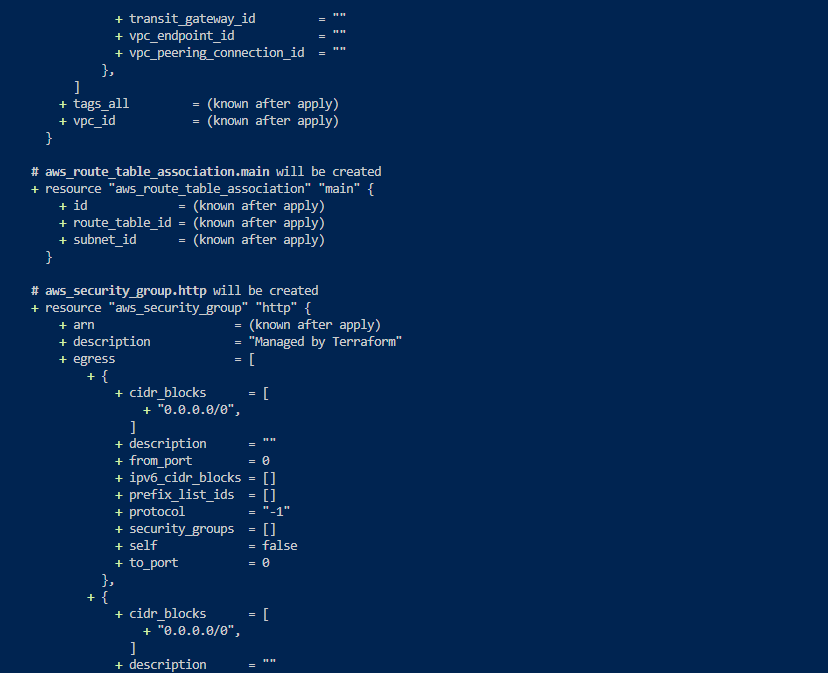 + transit_gateway_id         = ""
+ vpc_endpoint_id            = ""
+ vpc_peering_connection_id  = ""
},
]
+ tags_all         = (known after apply)
+ vpc_id           = (known after apply)
}
# aws_route_table_association.main will be created
+ resource "aws_route_table_association" "main" {
+ id             = (known after apply)
+ route_table_id = (known after apply)
+ subnet_id      = (known after apply)
}
# aws_security_group.http will be created
+ resource "aws_security_group" "http" {
+ arn                    = (known after apply)
+ description            = "Managed by Terraform"
+ egress                 = [
+ {
+ cidr_blocks      = [
+ "0.0.0.0/0",
]
+ description      = ""
+ from_port        = 0
+ ipv6_cidr_blocks = []
+ prefix_list_ids  = []
+ protocol         = "-1"
+ security_groups  = []
+ self             = false
+ to_port          = 0
},
+ {
+ cidr_blocks      = [
+ "0.0.0.0/0",
]
+ description      = ""